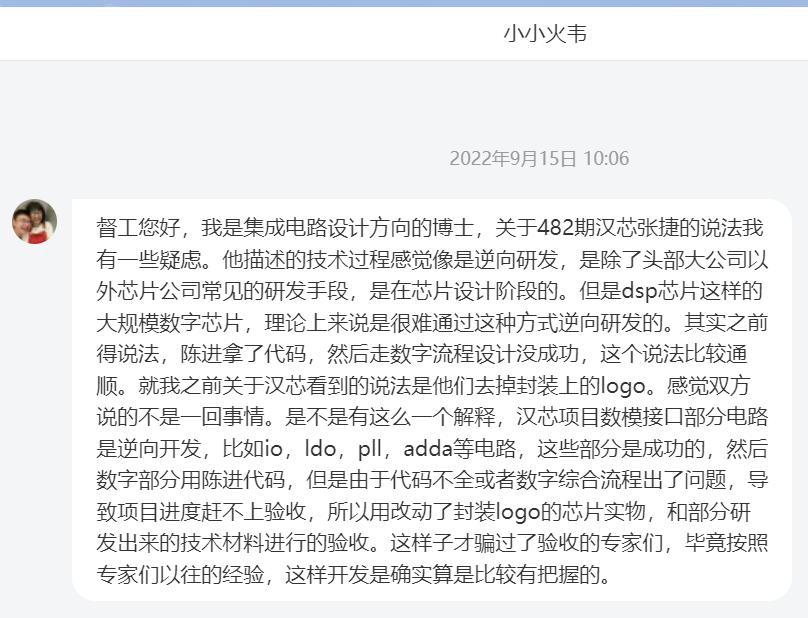 小小火韦
2022年9月15日 10:06
督工您好，我是集成电路设计方向的博士，关于482期汉芯张捷的说法我
有一些疑虑。他描述的技术过程感觉像是逆向研发，是除了头部大公司以
外芯片公司常见的研发手段，是在芯片设计阶段的。但是dsp芯片这样的
大规模数字芯片，理论上来说是很难通过这种方式逆向研发的。其实之前
得说法，陈进拿了代码，然后走数字流程设计没成功，这个说法比较通
顺。就我之前关于汉芯看到的说法是他们去掉封装上的logo。感觉双方
说的不是一回事情。是不是有这么一个解释，汉芯项目数模接口部分电路
是逆向开发，比如io，ldo，pll，adda等电路，这些部分是成功的，然后
数字部分用陈进代码，但是由于代码不全或者数字综合流程出了问题，导
致项目进度赶不上验收，所以用改动了封装logo的芯片实物，和部分研
发出来的技术材料进行的验收。这样子才骗过了验收的专家们，毕竟按照
专家们以往的经验，这样开发是确实算是比较有把握的。